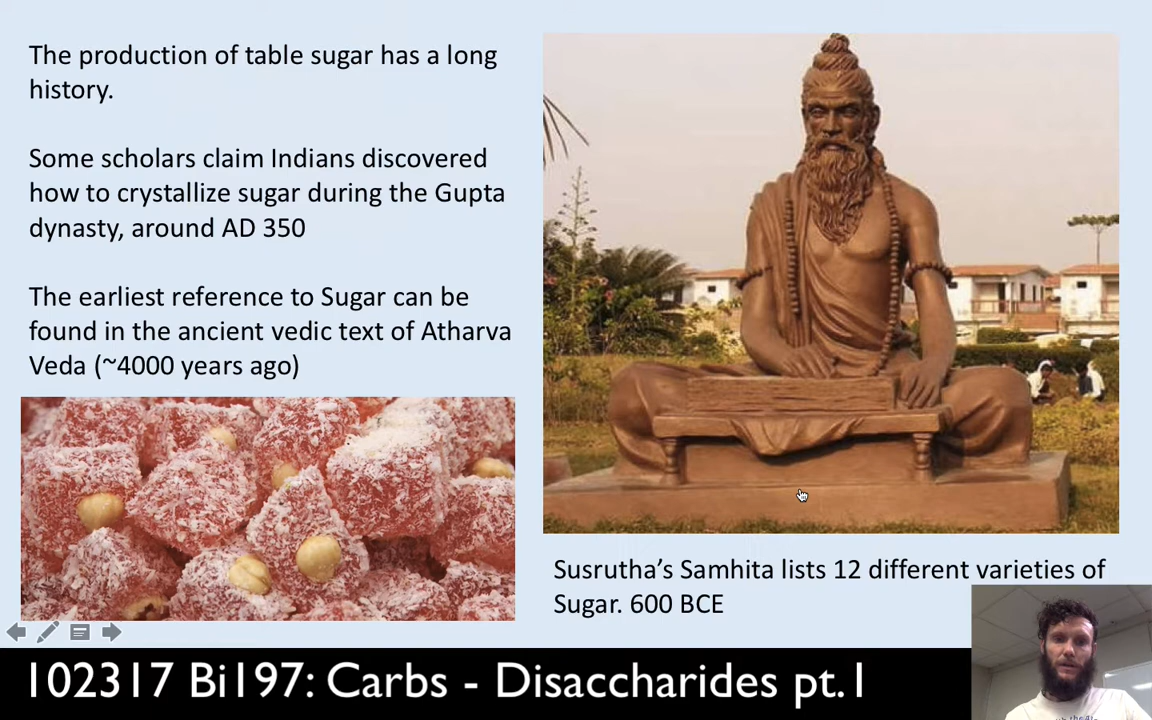 The production of table sugar has a long
history.
Some scholars claim Indians discovered
how to crystallize sugar during the Gupta
dynasty, around AD 350
The earliest reference to Sugar can be
found in the ancient vedic text of Atharva
Veda (~4000 years ago)
Susrutha’s Samhita lists 12 different varieties of
Sugar. 600 BCE
102317 Bi197: Carbs - Disaccharides pt.1